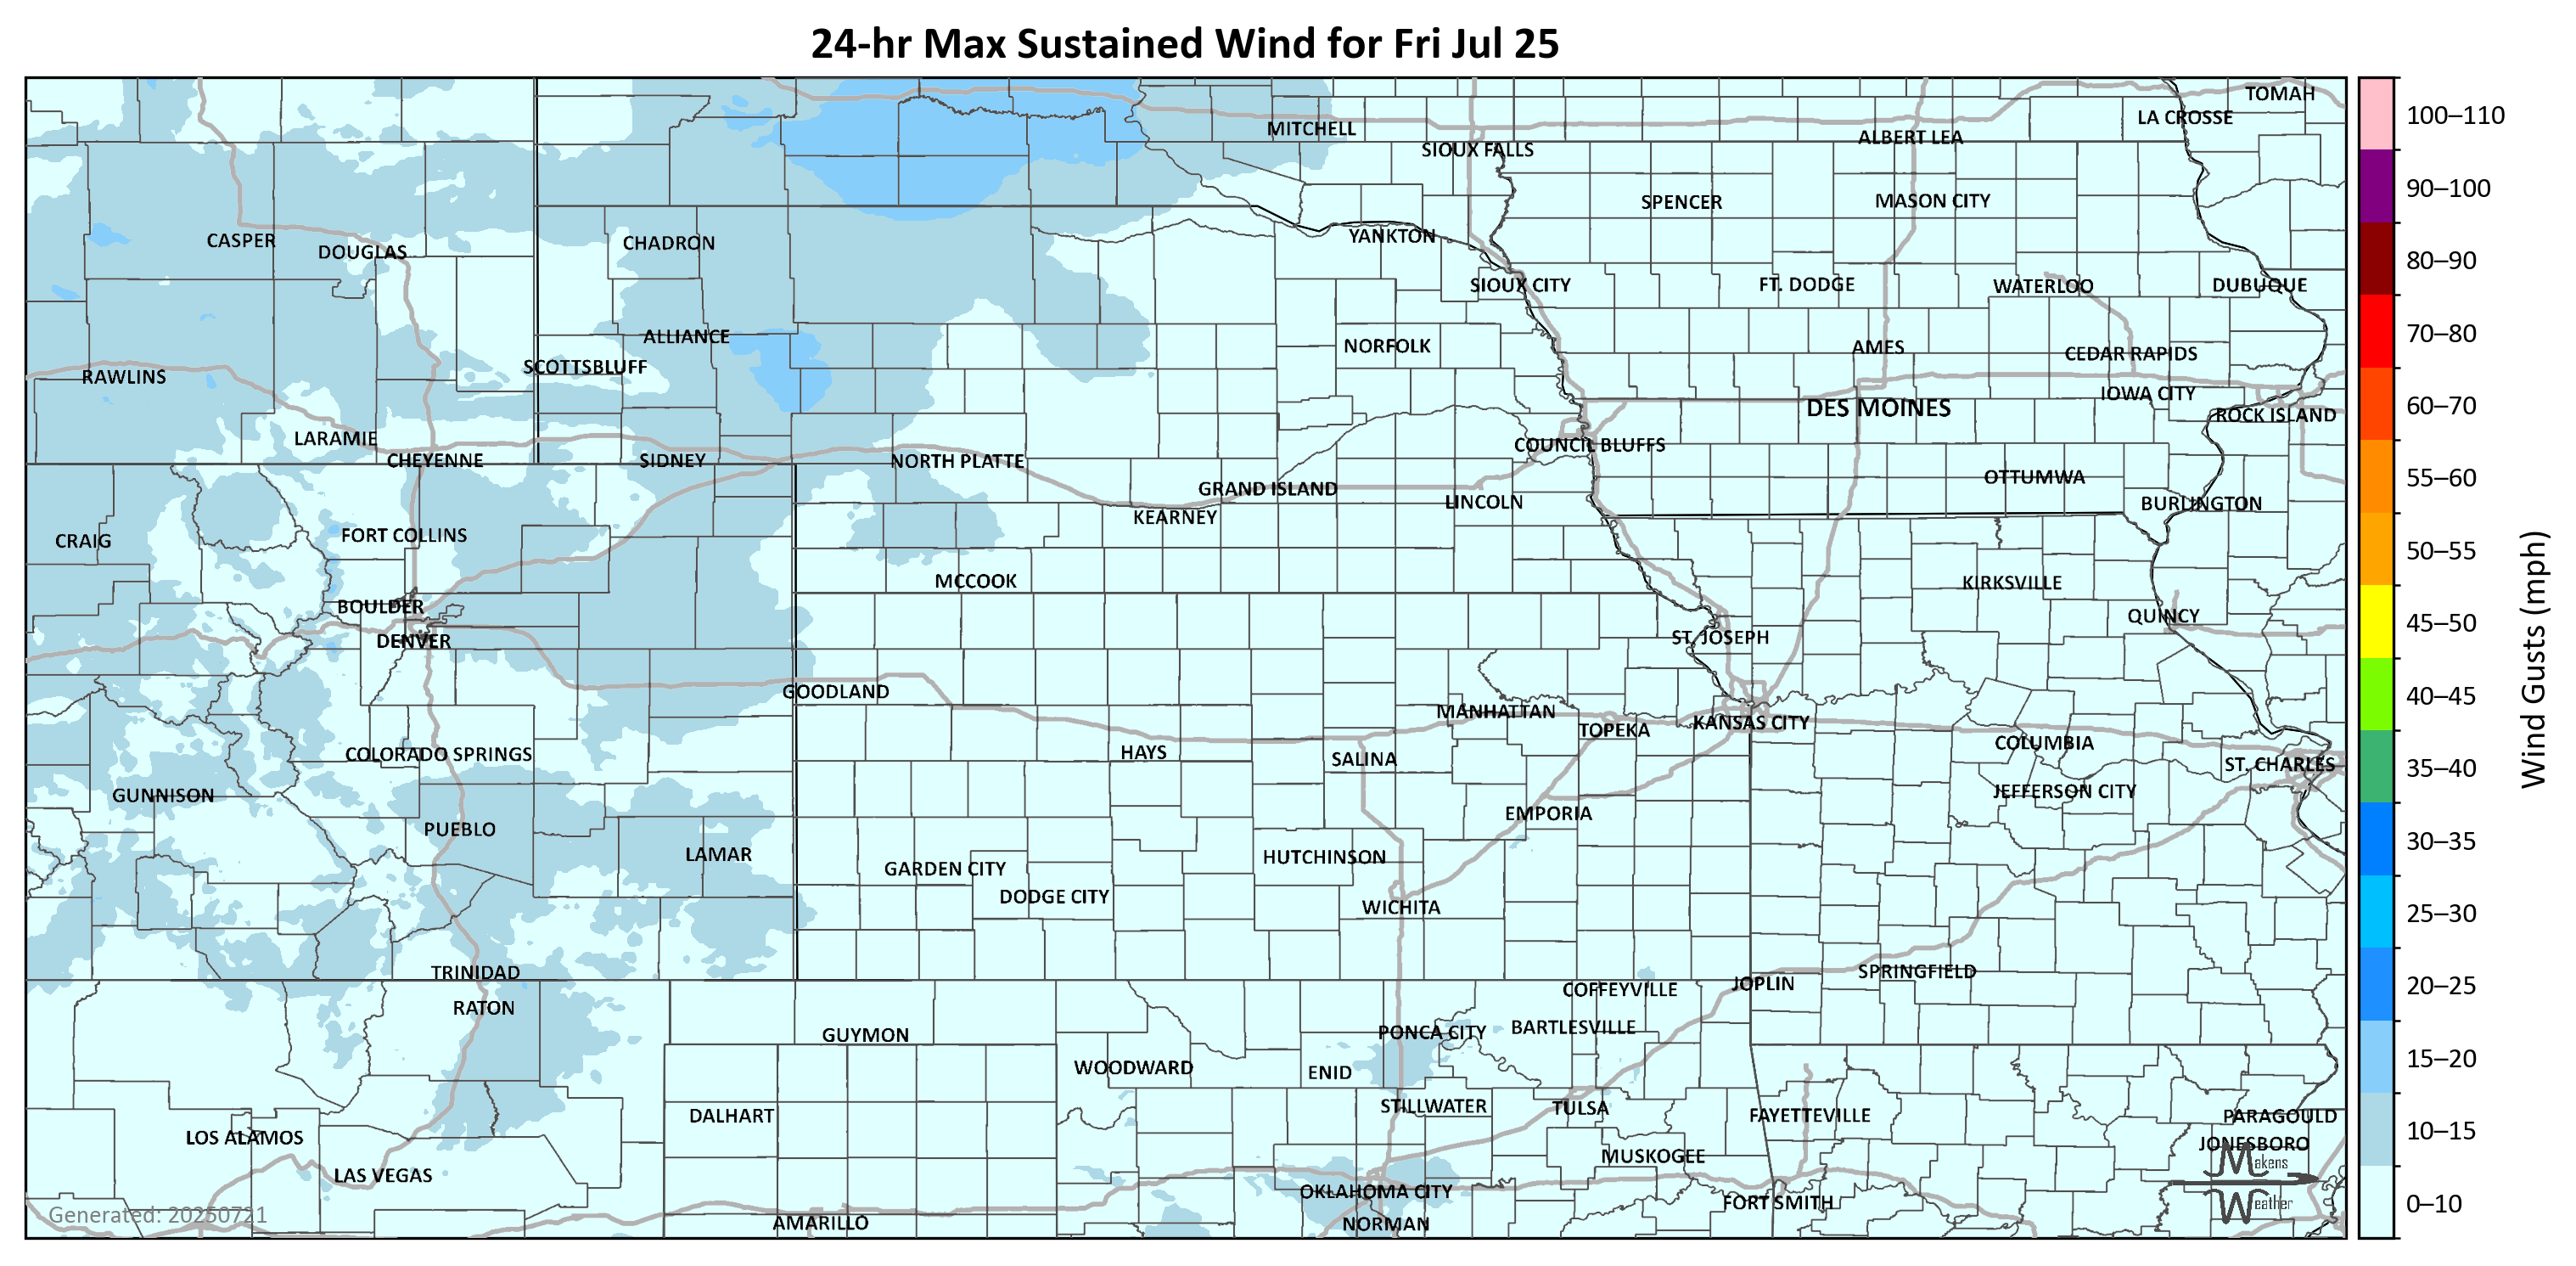 24-hr Max Sustained Wind for Fri Jul 25
TOMAH
LA CROSSE
MITCHELL
ALBERT LEA
SIOUX FALLS
SPENCER
MASON CITY
YANKTON
CASPER
CHADRON
DOUGLAS
SIOUX CITY
FT. DODGE
WATERLOO
DUBUQUE
ALLIANCE
NORFOLK
AMES
CEDAR RAPIDS
SCOTTSBLUFF
RAWLINS
IOWA CITY
DES MOINES
ROCK ISLAND
LARAMIE
COUNCIL BLUFFS
CHEYENNE
SIDNEY
NORTH PLATTE
OTTUMWA
GRAND ISLAND
LINCOLN
BURLINGTON
KEARNEY
FORT COLLINS
CRAIG
MCCOOK
KIRKSVILLE
BOULDER
QUINCY
DENVER
ST. JOSEPH
GOODLAND
MANHATTAN
KANSAS CITY
TOPEKA
COLUMBIA
HAYS
COLORADO SPRINGS
SALINA
ST. CHARLES
JEFFERSON CITY
GUNNISON
EMPORIA
PUEBLO
LAMAR
HUTCHINSON
GARDEN CITY
DODGE CITY
WICHITA
TRINIDAD
SPRINGFIELD
JOPLIN
COFFEYVILLE
RATON
BARTLESVILLE
PONCA CITY
GUYMON
WOODWARD
ENID
STILLWATER
TULSA
DALHART
FAYETTEVILLE
PARAGOULD
LOS ALAMOS
JONESBORO
MUSKOGEE
LAS VEGAS
OKLAHOMA CITY
FORT SMITH
AMARILLO
NORMAN
Generated: 20250721
Makens
Weather
100–110
90–100
80–90
70–80
60–70
55–60
50–55
45–50
40–45
35–40
30–35
25–30
20–25
15–20
10–15
0–10
Wind Gusts (mph)